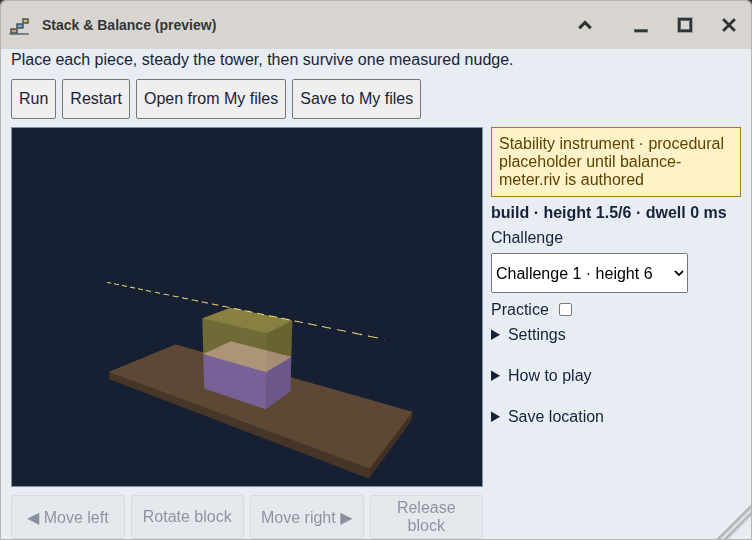 Stack & Balance (preview)
Place each piece, steady the tower, then survive one measured nudge.
Run
Restart
Open from My files
Save to My files
Stability instrument · procedural
placeholder until balance-
meter.riv is authored
build · height 1.5/6 · dwell 0 ms
Challenge
Challenge 1 · height 6
Practice
Settings
How to play
Save location
◀ Move left
Rotate block
Move right ▶
Release
block